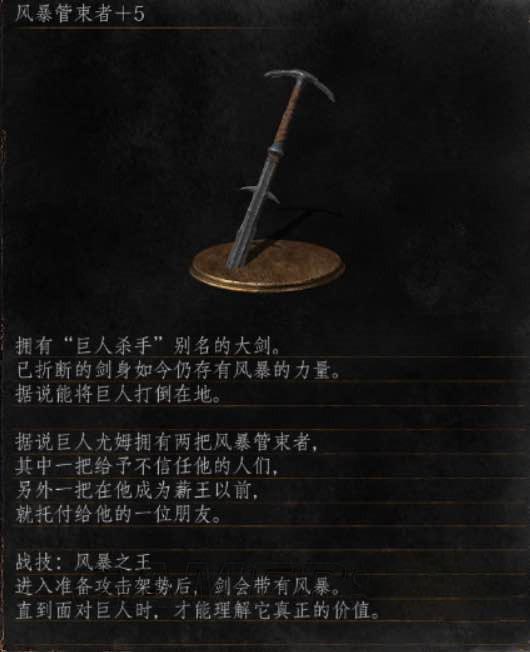 风暴管束者＋5
拥有“巨人杀手”别名的大剑。
已折断的剑身如今仍存有风暴的力量。
据说能将巨人打倒在地。
据说巨人尤姆拥有两把风暴管束者，
其中一把给予不信任他的人们，
另外一把在他成为薪王以前，
就托付给他的一位朋友。
战技：风暴之王
进入准备攻击架势后，剑会带有风暴。
直到面对巨人时，才能理解它真正的价值。